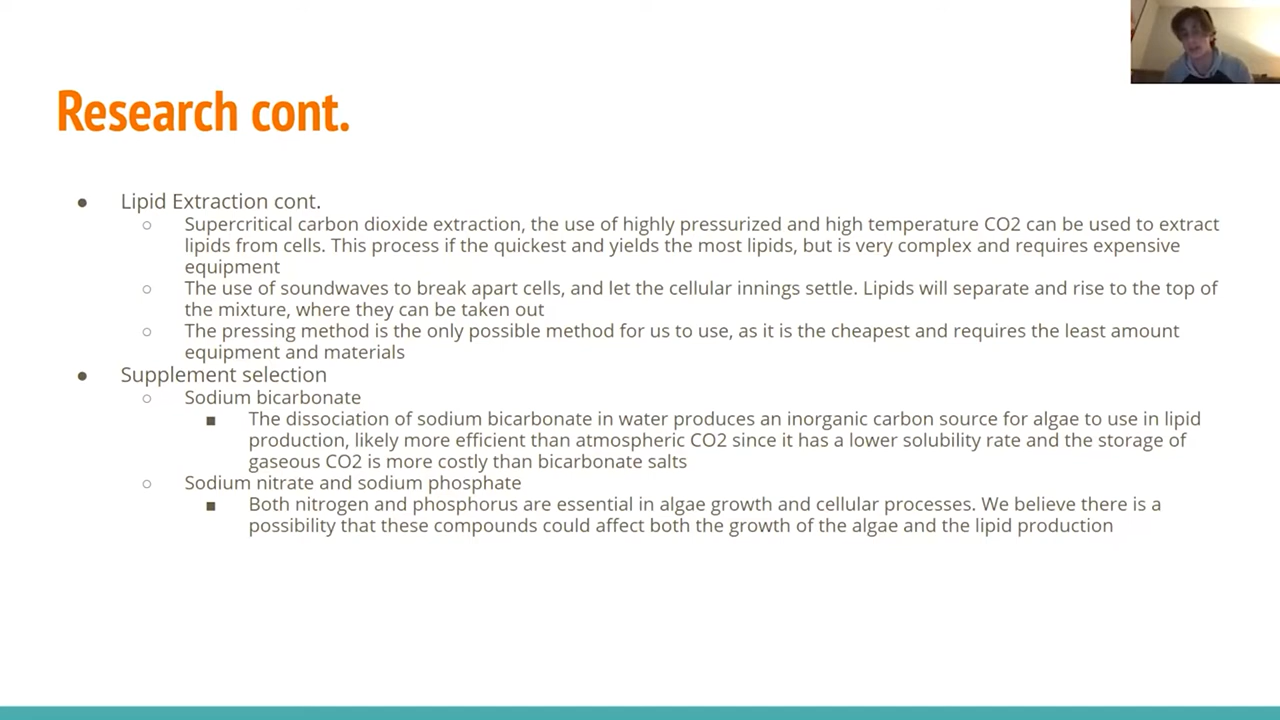 Research cont.
Lipid Extraction cont.
Supercritical carbon dioxide extraction, the use of highly pressurized and high temperature CO2 can be used to extract
lipids from cells. This process if the quickest and yields the most lipids, but is very complex and requires expensive
equipment
The use of soundwaves to break apart cells, and let the cellular innings settle. Lipids will separate and rise to the top of
the mixture, where they can be taken out
The pressing method is the only possible method for us to use, as it is the cheapest and requires the least amount
equipment and materials
Supplement selection
Sodium bicarbonate
The dissociation of sodium bicarbonate in water produces an inorganic carbon source for algae to use in lipid
production, likely more efficient than atmospheric CO2 since it has a lower solubility rate and the storage of
gaseous CO2 is more costly than bicarbonate salts
Sodium nitrate and sodium phosphate
Both nitrogen and phosphorus are essential in algae growth and cellular processes. We believe there is a
possibility that these compounds could affect both the growth of the algae and the lipid production